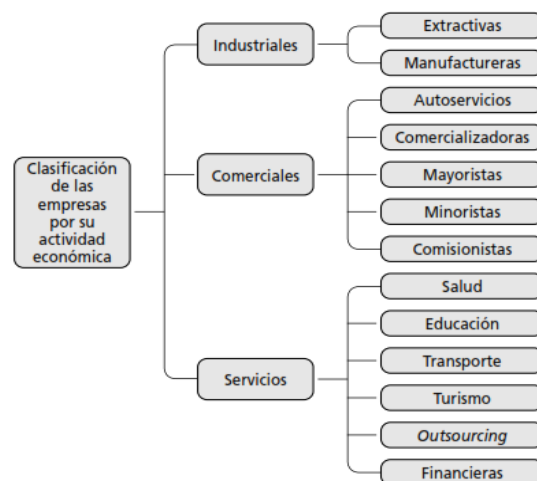 Clasificación
de las
empresas
por su
actividad
económica
Industriales
Extractivas
Manufactureras
Comerciales
Autoservicios
Comercializadoras
Mayoristas
Minoristas
Comisionistas
Servicios
Salud
Educación
Transporte
Turismo
Outsourcing
Financieras